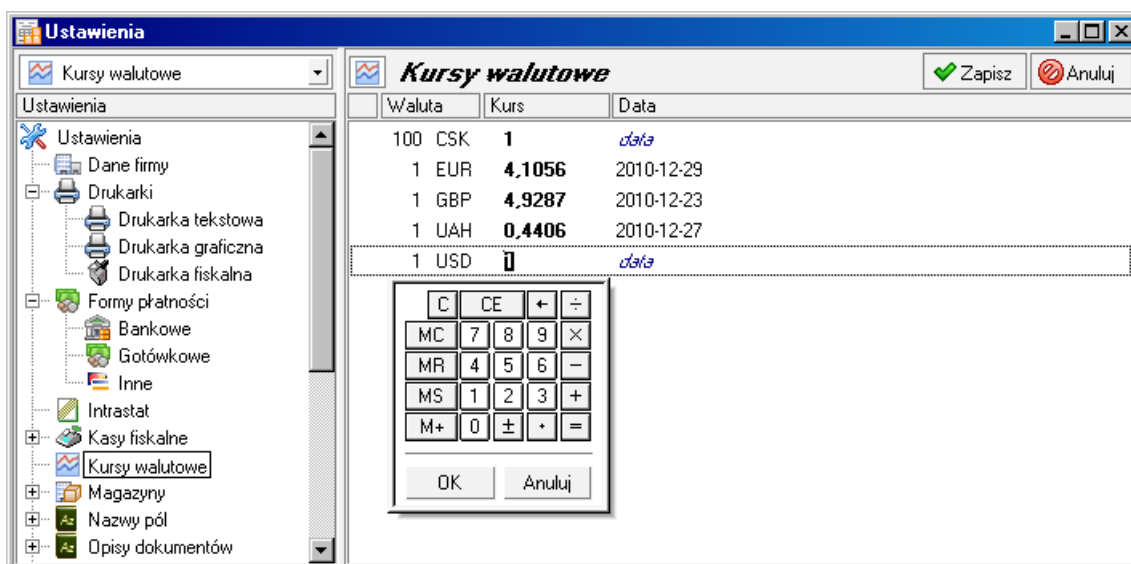 Ustawienia
Kursy walutowe
Kursy walutowe
Zapisz
Anuluj
Ustawienia
Waluta Kurs Data
Ustawienia
Dane firmy
Drukarki
Drukarka tekstowa
Drukarka graficzna
Drukarka fiskalna
Formy płatności
Bankowe
Gotówkowe
Inne
Intrastat
Kasy fiskalne
Kursy walutowe
Magazyny
Nazwy pól
Opisy dokumentów
100 CSK 1 data
1 EUR 4,1056 2010-12-29
1 GBP 4,9287 2010-12-23
1 UAH 0,4406 2010-12-27
1 USD data
C CE ← ÷
MC 7 8 9 ×
MR 4 5 6 −
MS 1 2 3 +
M+ 0 ± · =
OK Anuluj